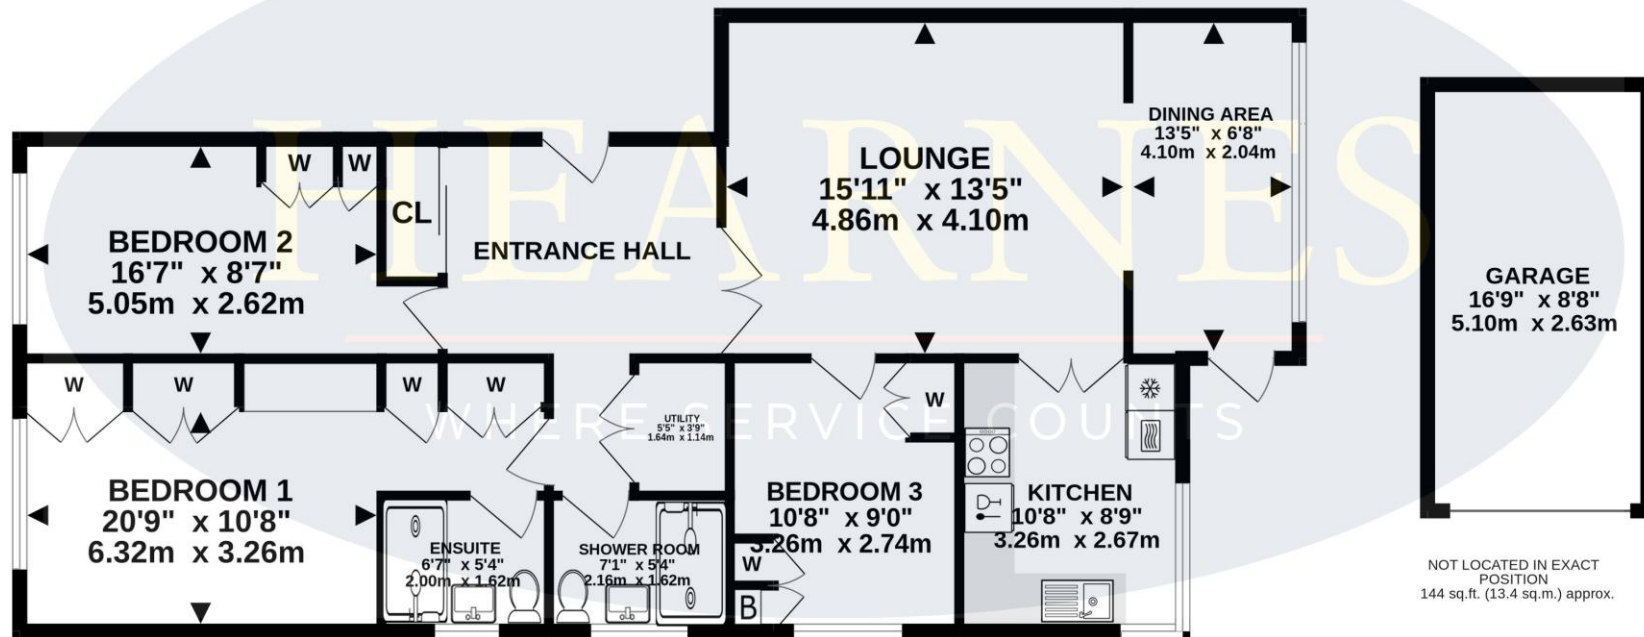 HEARNES
WHERE SERVICE COUNTS
BEDROOM 2
16'7" x 8'7"
5.05m x 2.62m
W
W
CL
ENTRANCE HALL
LOUNGE
15'11" x 13'5"
4.86m x 4.10m
DINING AREA
13'5" x 6'8"
4.10m x 2.04m
GARAGE
16'9" x 8'8"
5.10m x 2.63m
W
W
W
W
BEDROOM 1
20'9" x 10'8"
6.32m x 3.26m
UTILITY
5'5" x 3'9"
1.64m x 1.14m
ENSUITE
6'7" x 5'4"
2.00m x 1.62m
SHOWER ROOM
7'1" x 5'4"
2.16m x 1.62m
W
BEDROOM 3
10'8" x 9'0"
3.26m x 2.74m
W
B
KITCHEN
10'8" x 8'9"
3.26m x 2.67m
NOT LOCATED IN EXACT
POSITION
144 sq.ft. (13.4 sq.m.) approx.